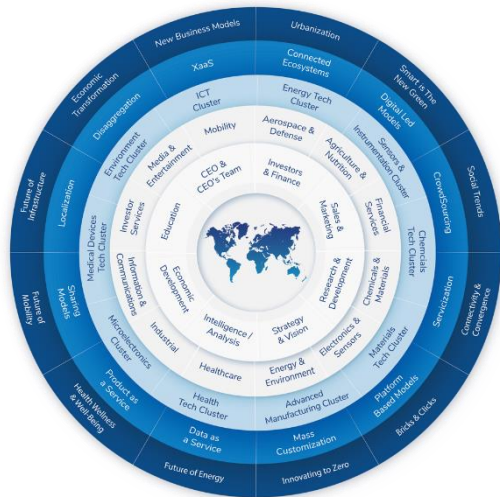 New Business Models
Urbanization
Smart is The
New Green
Social Trends
Connectivity &
Convergence
Bricks & Clicks
Innovating to Zero
Future of Energy
Health Wellness
& Well Being
Future of
Mobility
Future of
Infrastructure
Economic
Transformation
XaaS
Connected
Ecosystems
Digital Led
Models
CrowdSourcing
Servicization
Platform
Based Models
Mass
Customization
Data as
a Service
Product as
a Service
Sharing
Models
Localization
Disaggregation
ICT
Cluster
Energy Tech
Cluster
Sensors &
Instrumentation Cluster
Chemcials
Tech Cluster
Materials
Tech Cluster
Advanced
Manufacturing Cluster
Health
Tech Cluster
Microelectronics
Cluster
Medical Devices
Tech Cluster
Environment
Tech Cluster
Mobility
Aerospace &
Defense
Agriculture &
Nutrition
Financial
Services
Chemicals &
Materials
Electronics &
Sensors
Energy &
Environment
Healthcare
Industrial
Information &
Communications
Investor
Services
Media &
Entertainment
CEO &
CEO's Team
Investors
& Finance
Sales &
Marketing
Research &
Development
Strategy
& Vision
Intelligence /
Analysis
Economic
Development
Education